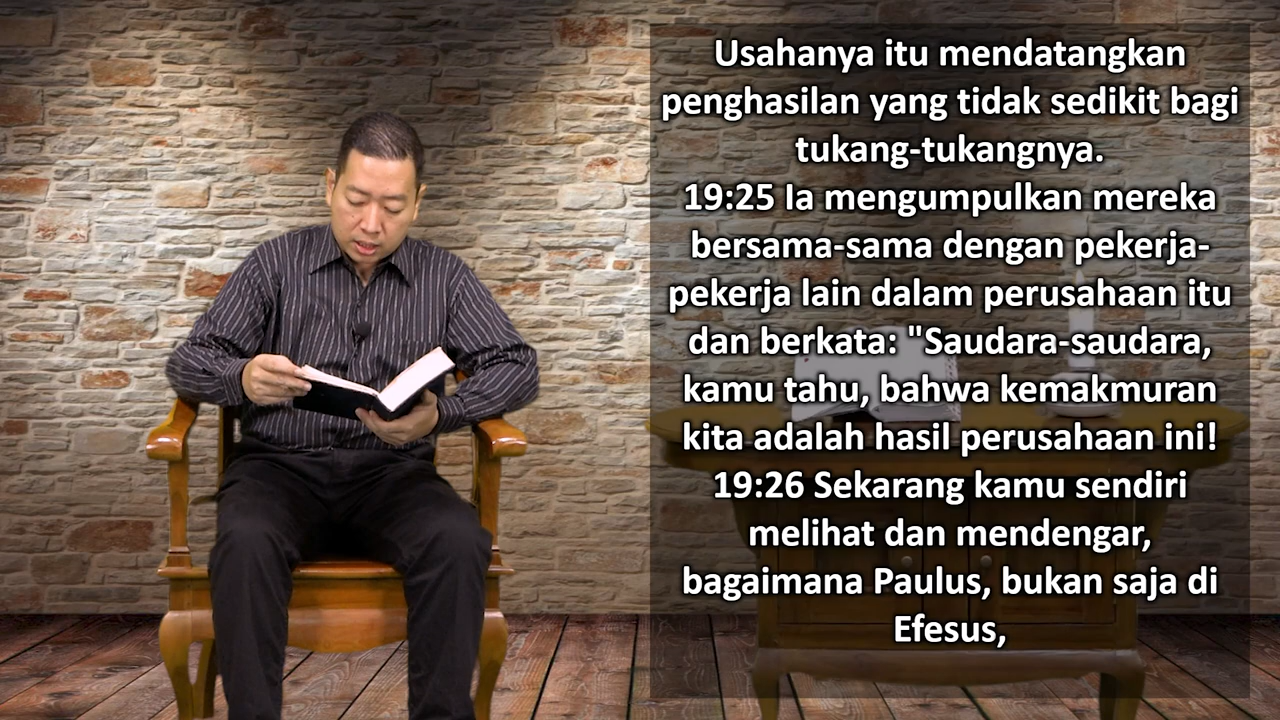 Usahanya itu mendatangkan
penghasilan yang tidak sedikit bagi
tukang-tukangnya.
19:25 Ia mengumpulkan mereka
bersama-sama dengan pekerja-
pekerja lain dalam perusahaan itu
dan berkata: "Saudara-saudara,
kamu tahu, bahwa kemakmuran
kita adalah hasil perusahaan ini!
19:26 Sekarang kamu sendiri
melihat dan mendengar,
bagaimana Paulus, bukan saja di
Efesus,